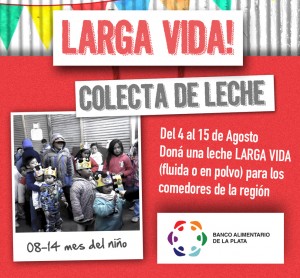 LARGA VIDA!
COLECTA DE LECHE
Del 4 al 15 de Agosto
Doná una leche LARGA VIDA
(fluida o en polvo) para los
comedores de la región
08-14 mes del niño
BANCO ALIMENTARIO
DE LA PLATA